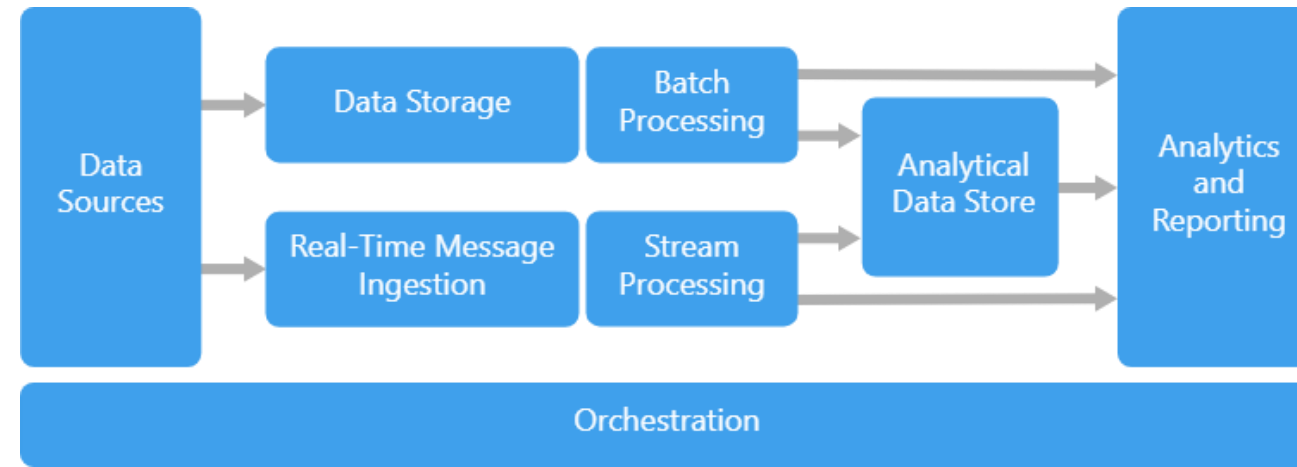 Data
Sources
Data Storage
Batch
Processing
Real-Time Message
Ingestion
Stream
Processing
Analytical
Data Store
Analytics
and
Reporting
Orchestration